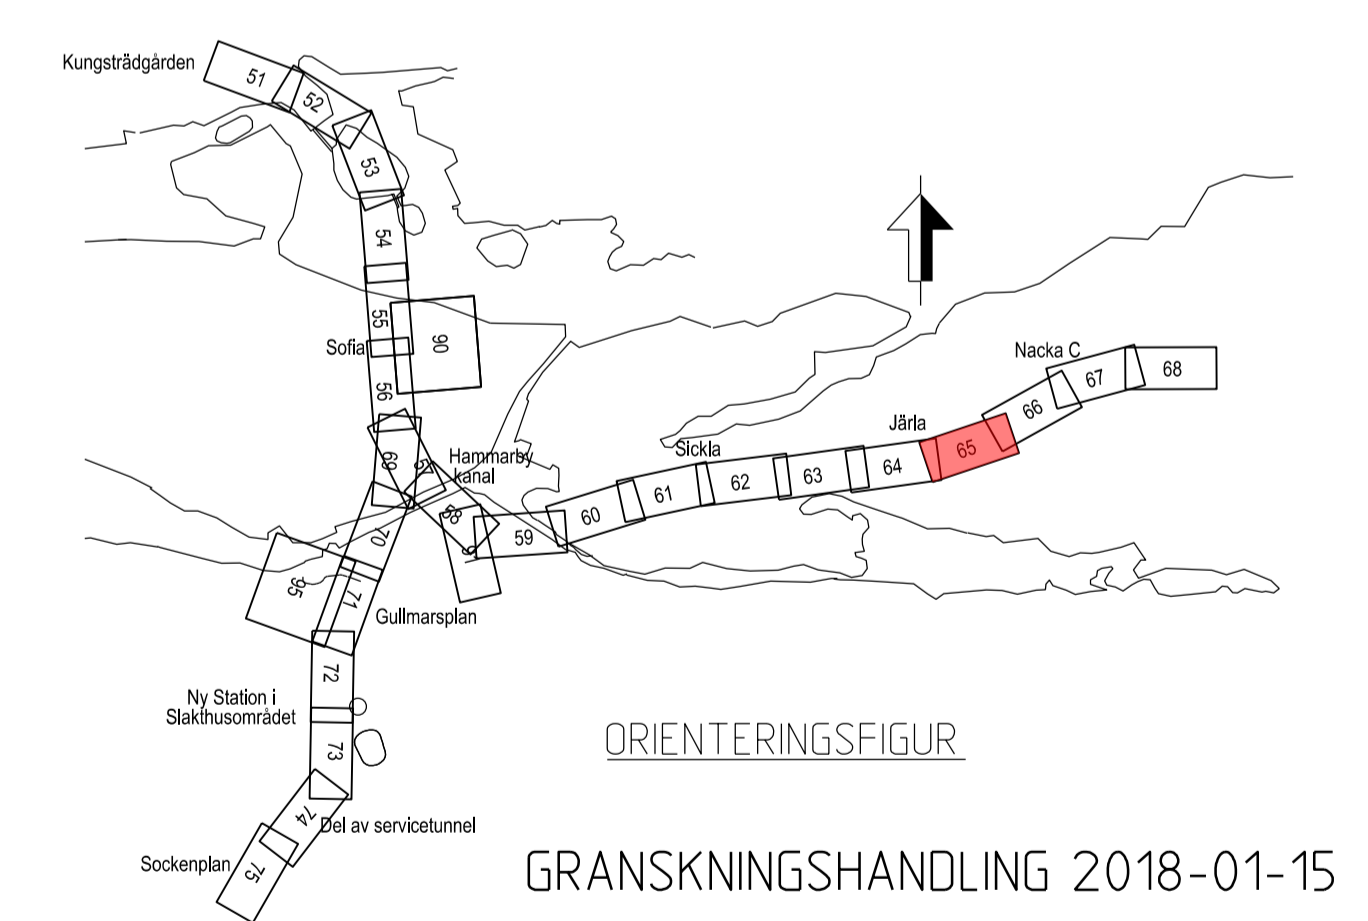 Kungsträdgården
51
52
53
54
55
Sofia
90
56
69
57
Hammarby
kanal
58
59
60
61
Sickla
62
63
64
Järla
65
66
Nacka C
67
68
70
95
71
Gullmarsplan
72
Ny Station i
Slakthusområdet
73
74
Del av servicetunnel
Sockenplan
75
ORIENTERINGSFIGUR
GRANSKNINGSHANDLING 2018-01-15